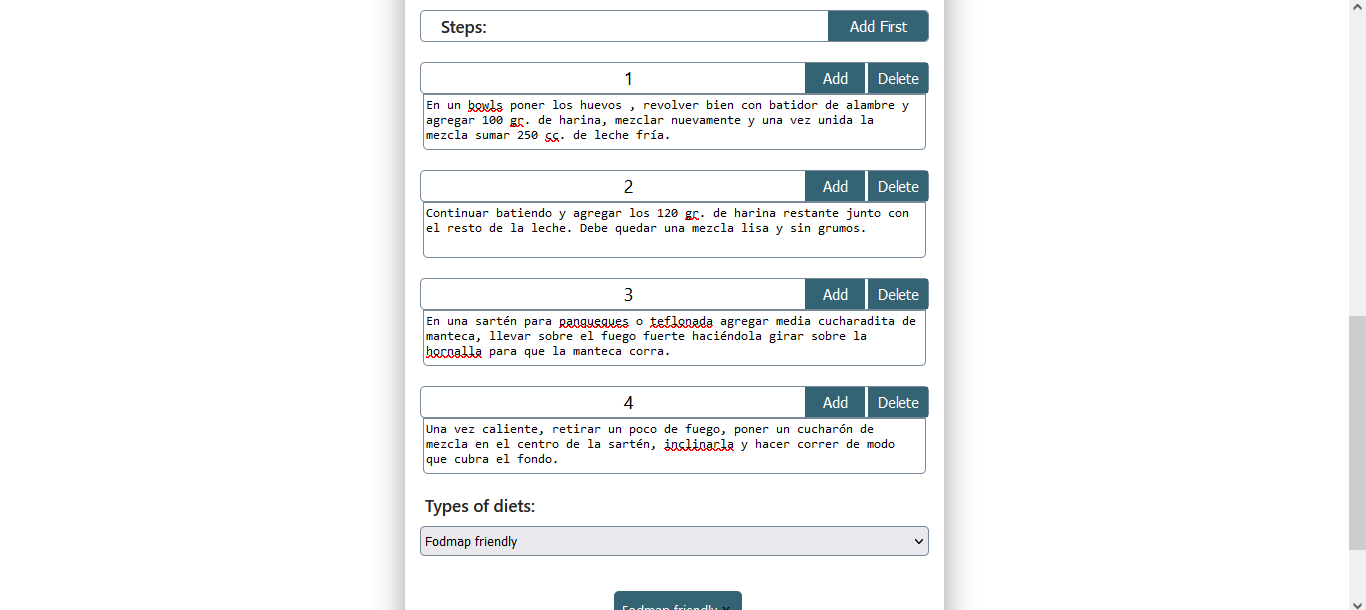 Steps:
Add First
1
Add
Delete
En un bowls poner los huevos , revolver bien con batidor de alambre y
agregar 100 gr. de harina, mezclar nuevamente y una vez unida la
mezcla sumar 250 cc. de leche fría.
2
Add
Delete
Continuar batiendo y agregar los 120 gr. de harina restante junto con
el resto de la leche. Debe quedar una mezcla lisa y sin grumos.
3
Add
Delete
En una sartén para panqueques o teflonada agregar media cucharadita de
manteca, llevar sobre el fuego fuerte haciéndola girar sobre la
hornalla para que la manteca corra.
4
Add
Delete
Una vez caliente, retirar un poco de fuego, poner un cucharón de
mezcla en el centro de la sartén, inclinarla y hacer correr de modo
que cubra el fondo.
Types of diets:
Fodmap friendly
Fodmap friendly x